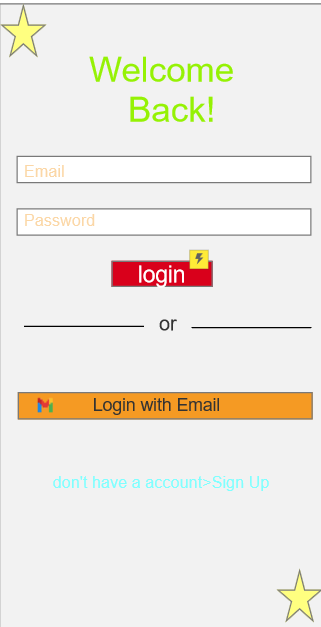 Welcome
Back!
Email
Password
login
or
Login with Email
don't have a account>Sign Up